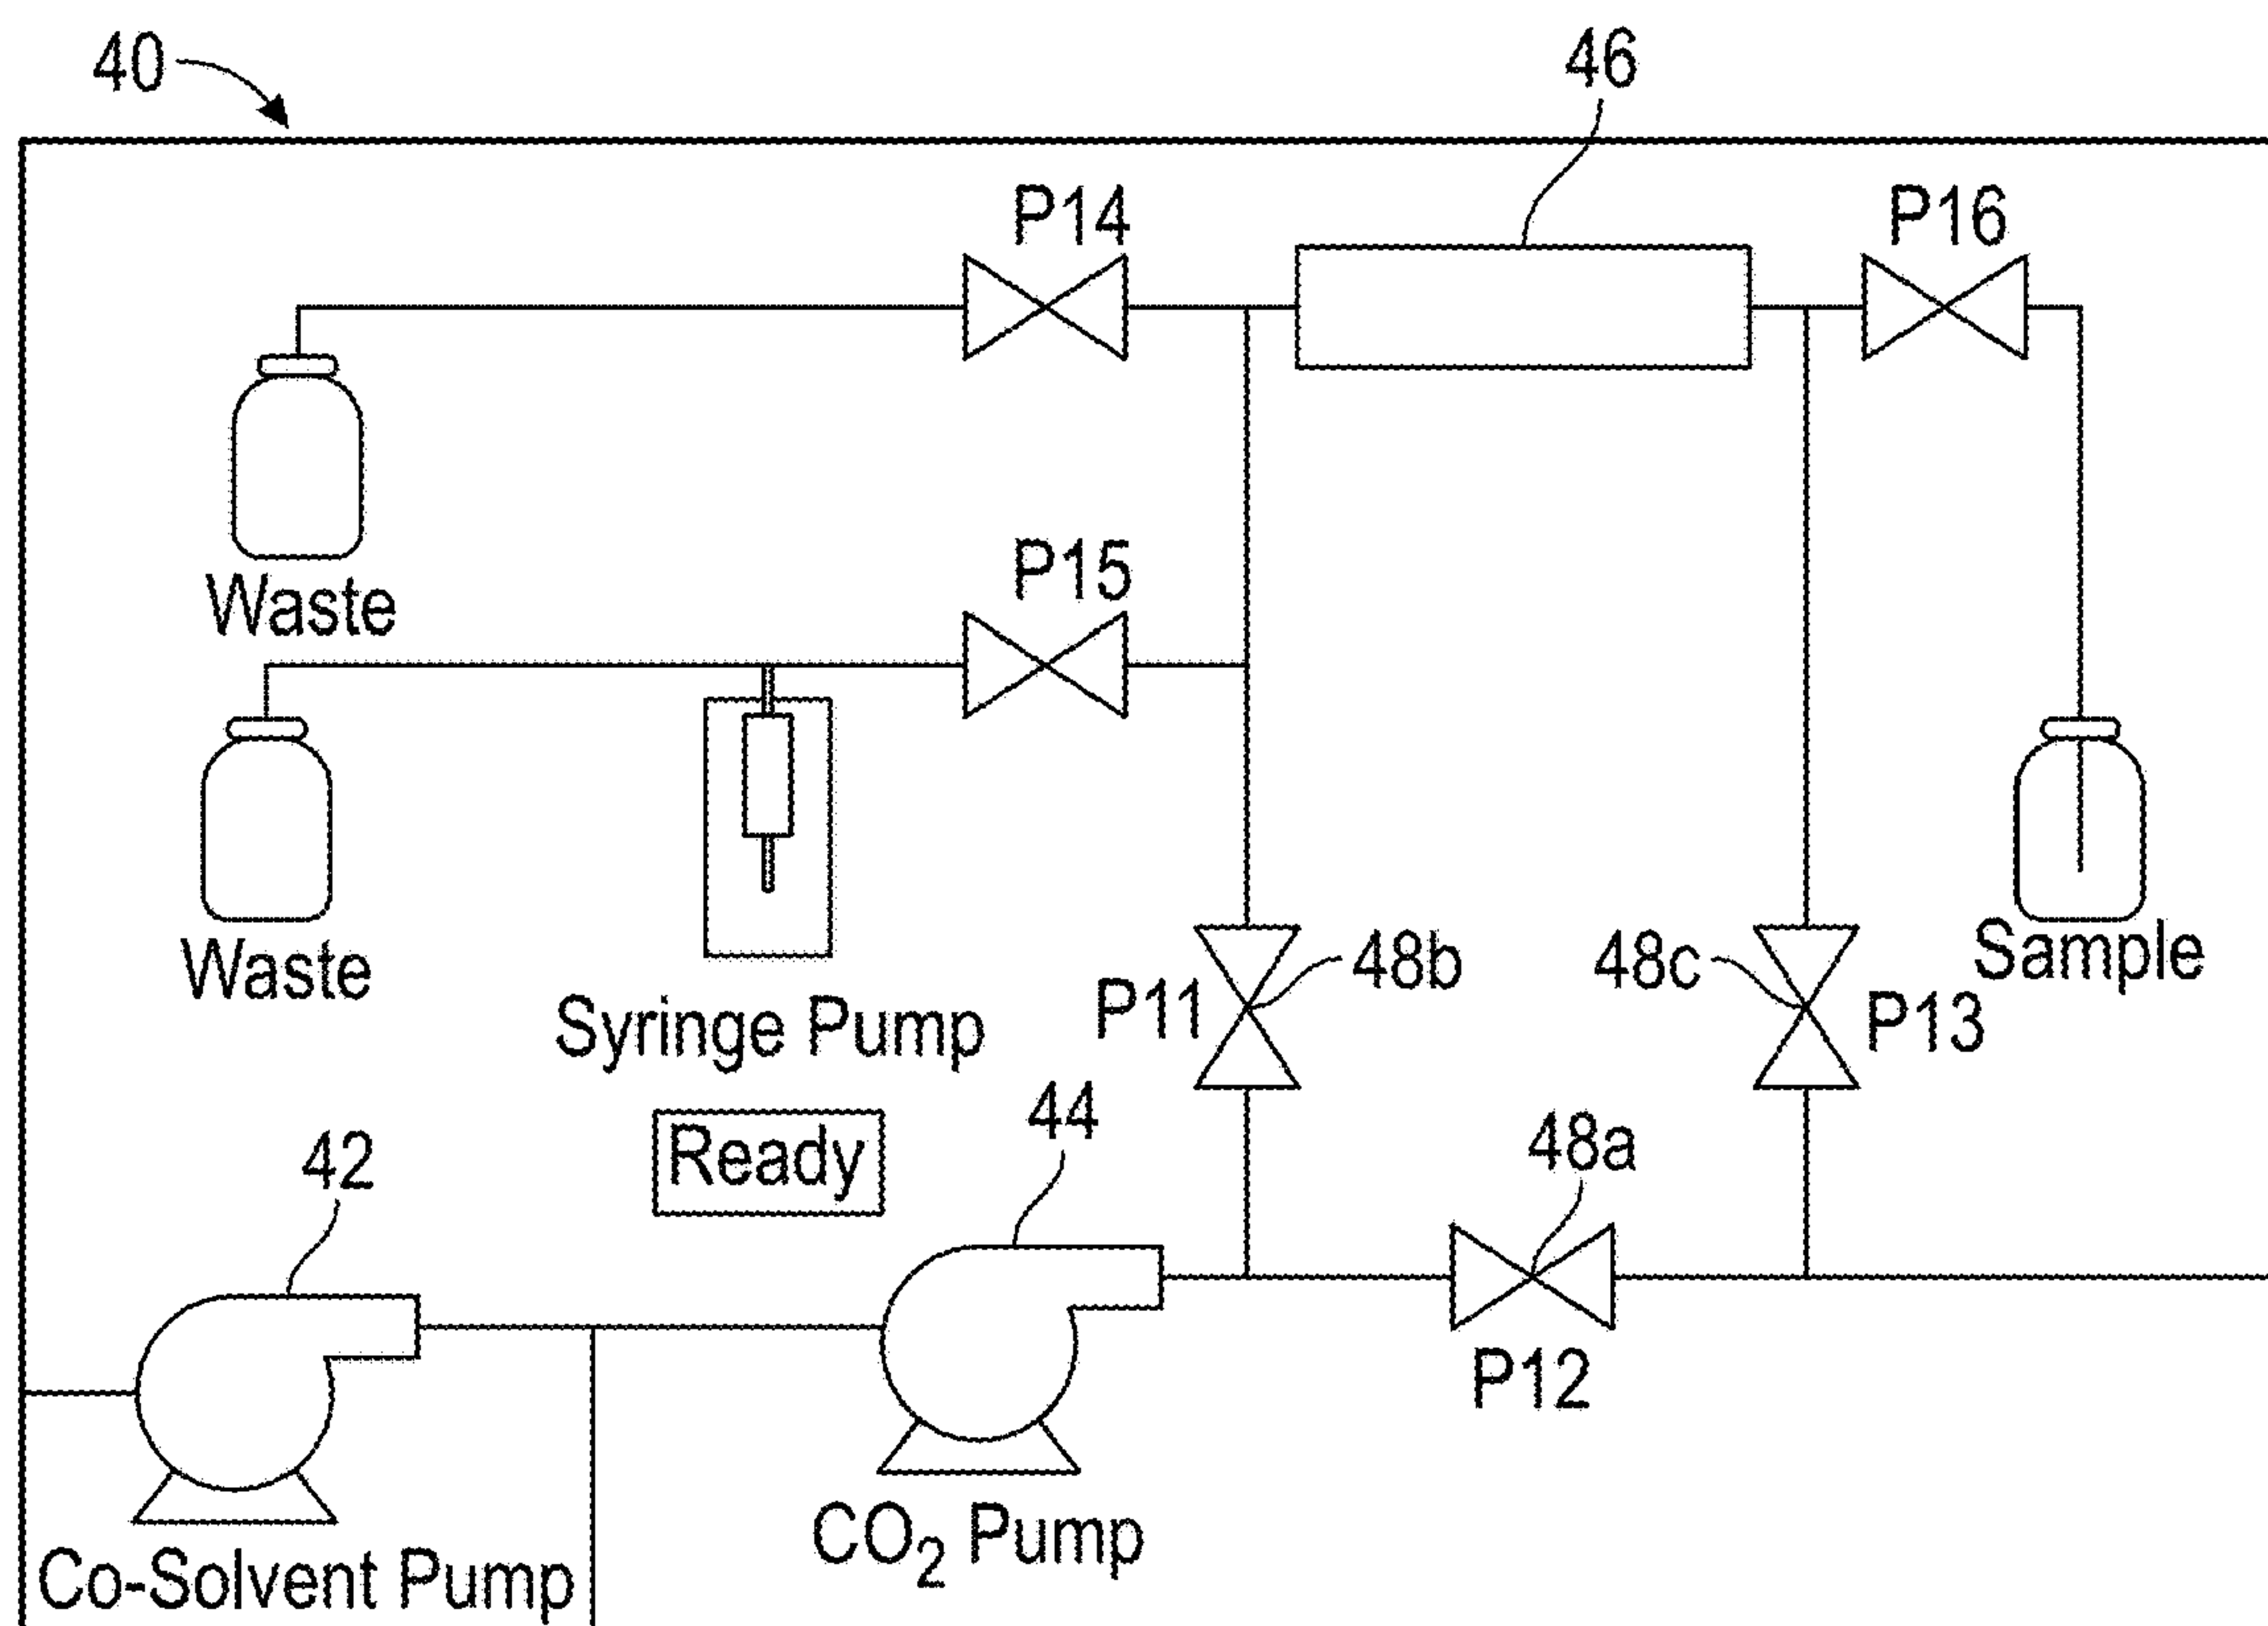 40
46
P14
P16
Waste
P15
Waste
Sample
Syringe Pump
P11
48b
48c
P13
Ready
44
42
48a
P12
CO₂ Pump
Co-Solvent Pump